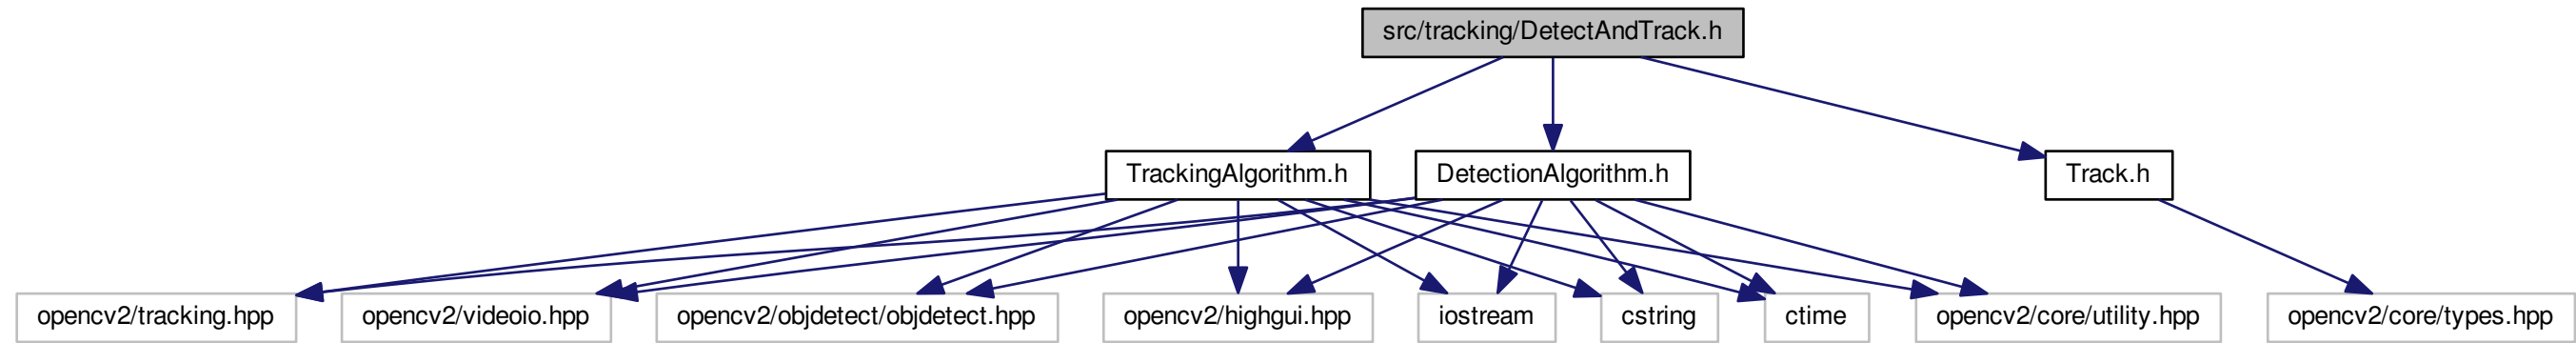 src/tracking/DetectAndTrack.h
TrackingAlgorithm.h
DetectionAlgorithm.h
Track.h
opencv2/tracking.hpp
opencv2/videoio.hpp
opencv2/objdetect/objdetect.hpp
opencv2/highgui.hpp
iostream
cstring
ctime
opencv2/core/utility.hpp
opencv2/core/types.hpp